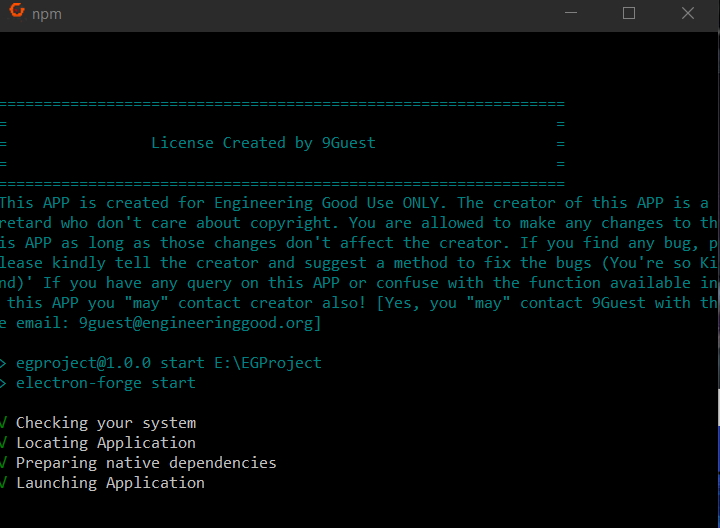 npm
==============================================================
= =
= License Created by 9Guest =
= =
==============================================================
This APP is created for Engineering Good Use ONLY. The creator of this APP is a
retard who don't care about copyright. You are allowed to make any changes to th
is APP as long as those changes don't affect the creator. If you find any bug, p
lease kindly tell the creator and suggest a method to fix the bugs (You're so Ki
nd)' If you have any query on this APP or confuse with the function available in
this APP you "may" contact creator also! [Yes, you "may" contact 9Guest with th
e email: 9guest@engineeringgood.org]
> egproject@1.0.0 start E:\EGProject
> electron-forge start
√ Checking your system
√ Locating Application
√ Preparing native dependencies
√ Launching Application